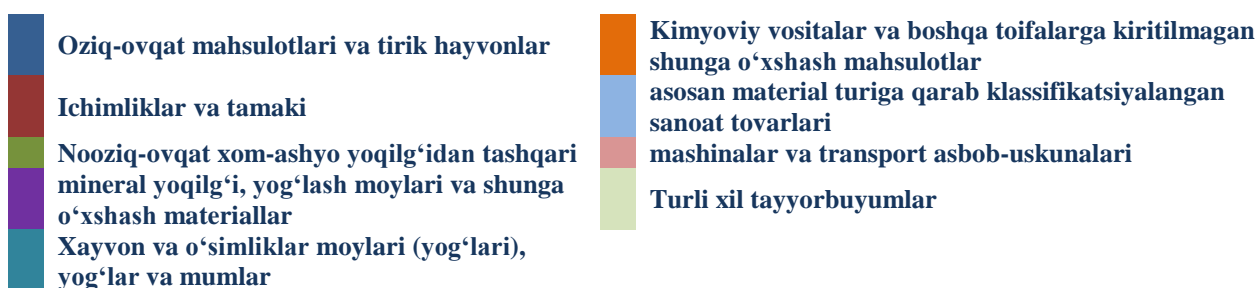 Oziq-ovqat mahsulotlari va tirik hayvonlar
Ichimliklar va tamaki
Nooziq-ovqat xom-ashyo yoqilg‘idan tashqari
mineral yoqilg‘i, yog‘lash moylari va shunga
o‘xshash materiallar
Xayvon va o‘simliklar moylari (yog‘lari),
yog‘lar va mumlar
Kimyoviy vositalar va boshqa toifalarga kiritilmagan
shunga o‘xshash mahsulotlar
asosan material turiga qarab klassifikatsiyalangan
sanoat tovarlari
mashinalar va transport asbob-uskunalari
Turli xil tayyorbuyumlar